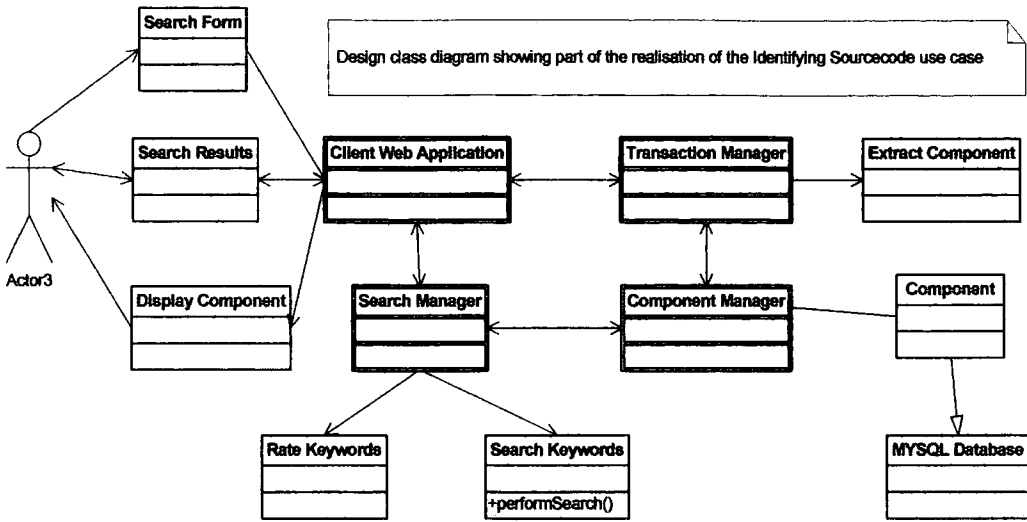 Search Form
Design class diagram showing part of the realisation of the Identifying Sourcecode use case
Search Results
Client Web Application
Transaction Manager
Extract Component
Actor3
Display Component
Search Manager
Component Manager
Component
Rate Keywords
Search Keywords
+performSearch()
MYSQL Database